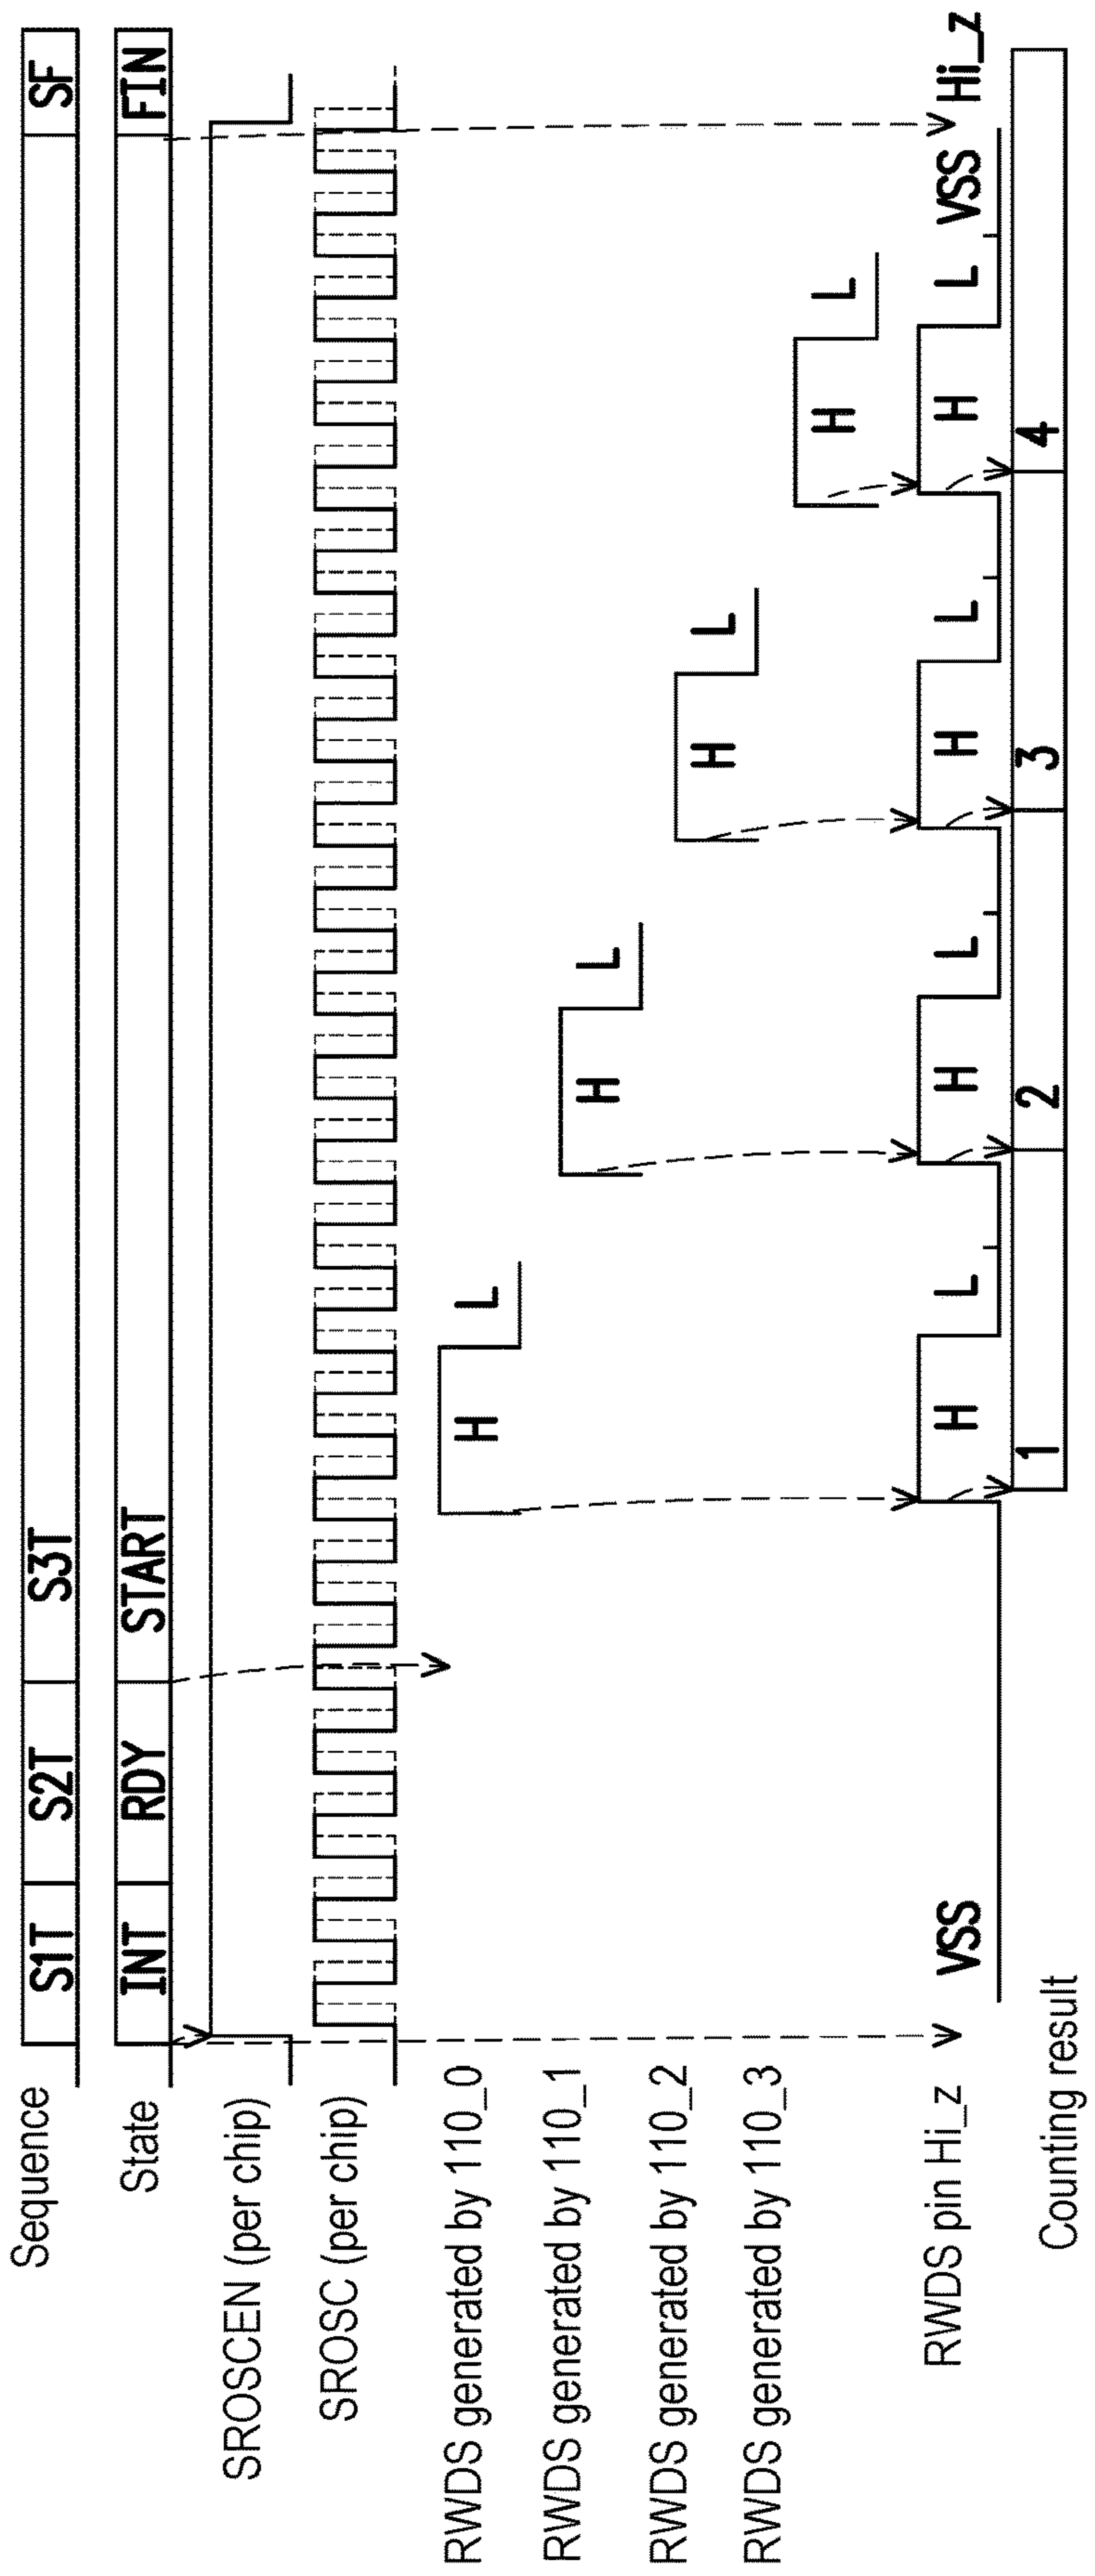 Sequence S1T S2T S3T SF
State INT RDY START FIN
SROSCEN (per chip)
SROSC (per chip)
RWDS generated by 110_0 H L
RWDS generated by 110_1 H L
RWDS generated by 110_2 H L
RWDS generated by 110_3 H L
RWDS pin Hi_z VSS H L H L H L H L VSS Hi_z
Counting result 1 2 3 4